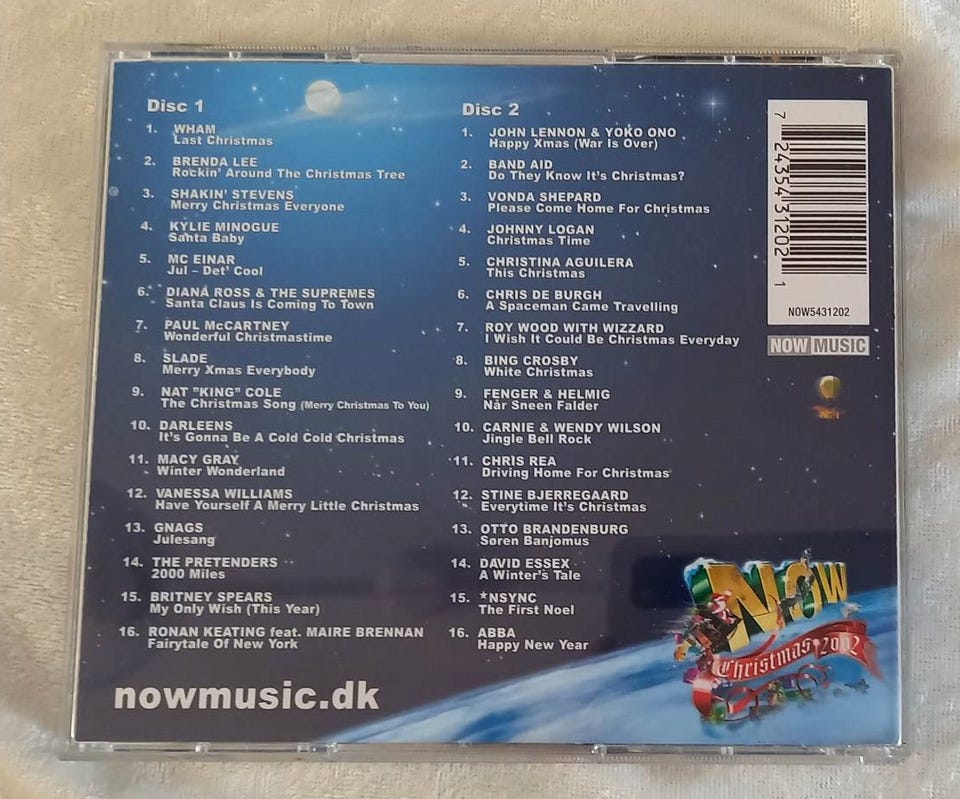 Disc 1
1. WHAM
Last Christmas
2. BRENDA LEE
Rockin' Around The Christmas Tree
3. SHAKIN' STEVENS
Merry Christmas Everyone
4. KYLIE MINOGUE
Santa Baby
5. MC EINAR
Jul – Det' Cool
6. DIANA ROSS & THE SUPREMES
Santa Claus Is Coming To Town
7. PAUL McCARTNEY
Wonderful Christmastime
8. SLADE
Merry Xmas Everybody
9. NAT "KING" COLE
The Christmas Song (Merry Christmas To You)
10. DARLEENS
It's Gonna Be A Cold Cold Christmas
11. MACY GRAY
Winter Wonderland
12. VANESSA WILLIAMS
Have Yourself A Merry Little Christmas
13. GNAGS
Julesang
14. THE PRETENDERS
2000 Miles
15. BRITNEY SPEARS
My Only Wish (This Year)
16. RONAN KEATING feat. MAIRE BRENNAN
Fairytale Of New York
Disc 2
1. JOHN LENNON & YOKO ONO
Happy Xmas (War Is Over)
2. BAND AID
Do They Know It's Christmas?
3. VONDA SHEPARD
Please Come Home For Christmas
4. JOHNNY LOGAN
Christmas Time
5. CHRISTINA AGUILERA
This Christmas
6. CHRIS DE BURGH
A Spaceman Came Travelling
7. ROY WOOD WITH WIZZARD
I Wish It Could Be Christmas Everyday
8. BING CROSBY
White Christmas
9. FENGER & HELMIG
Når Sneen Falder
10. CARNIE & WENDY WILSON
Jingle Bell Rock
11. CHRIS REA
Driving Home For Christmas
12. STINE BJERREGAARD
Everytime It's Christmas
13. OTTO BRANDENBURG
Søren Banjomus
14. DAVID ESSEX
A Winter's Tale
15. *NSYNC
The First Noel
16. ABBA
Happy New Year
7 24354 31202 1
NOW5431202
NOW MUSIC
NOW
Christmas 2002
nowmusic.dk